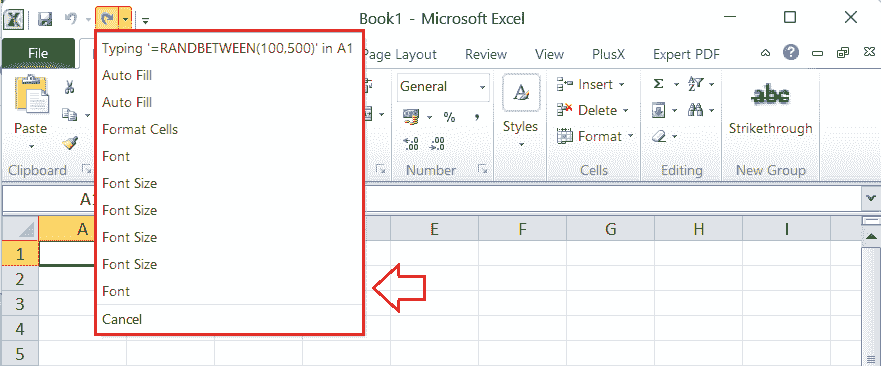 Book1 - Microsoft Excel
File
Page Layout
Review
View
PlusX
Expert PDF
Typing '=RANDBETWEEN(100,500)' in A1
Auto Fill
Auto Fill
Format Cells
Font
Font Size
Font Size
Font Size
Font Size
Font
Cancel
Paste
Clipboard
General
% ,
Number
Styles
Insert
Delete
Format
Cells
Σ
Editing
abc
Strikethrough
New Group
A E F G H I
1
2
3
4
5